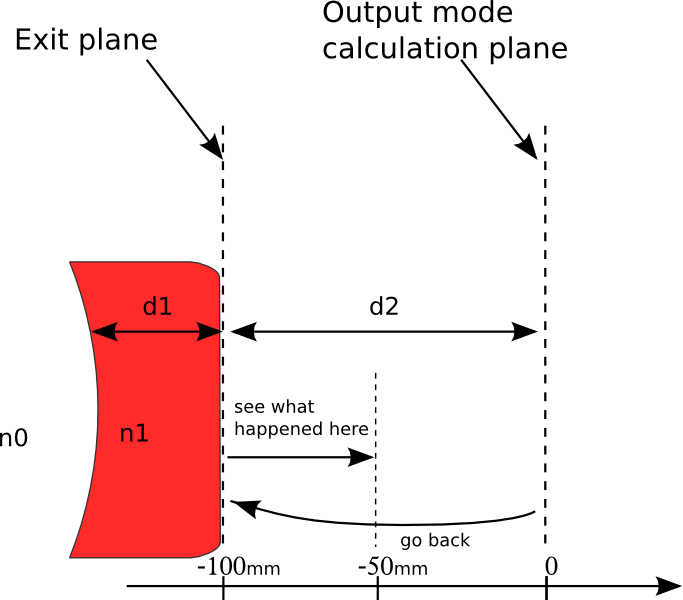 Output mode
Exit plane
calculation plane
d1
d2
see what
happened here
n0
n1
go back
-100mm
-50mm
0